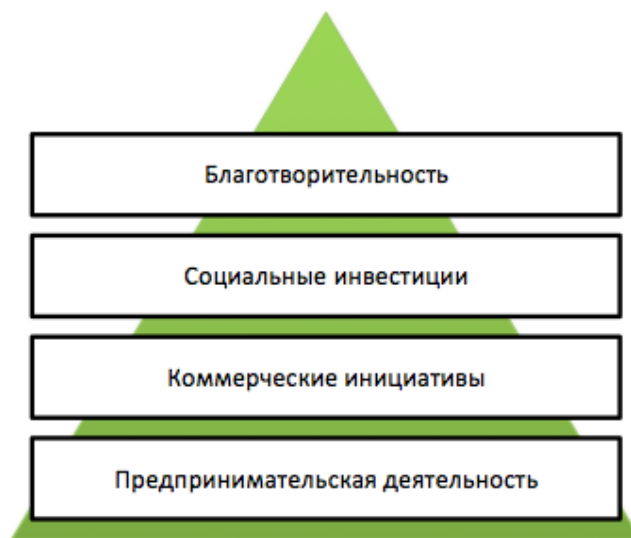 Благотворительность
Социальные инвестиции
Коммерческие инициативы
Предпринимательская деятельность